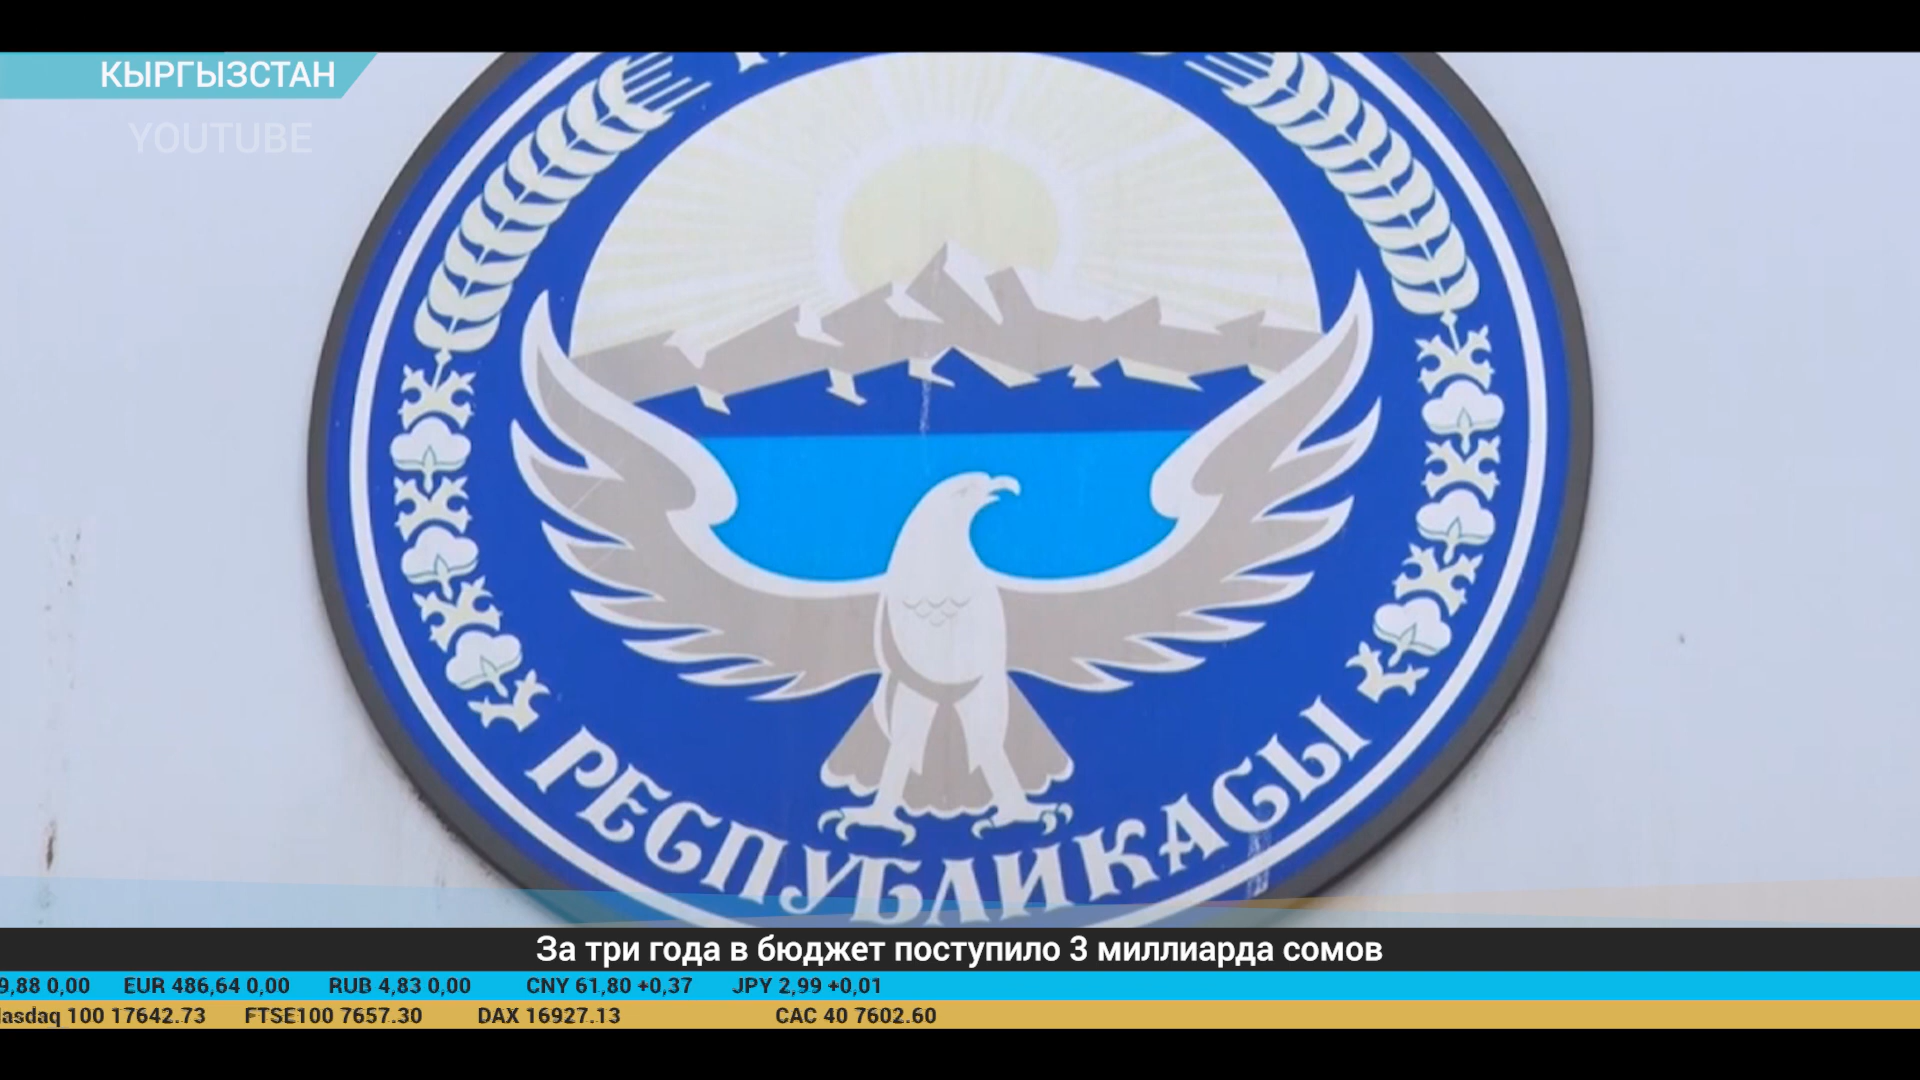 КЫРГЫЗСТАН
YOUTUBE
РЕСПУБЛИКАСЫ
За три года в бюджет поступило 3 миллиарда сомов
9,88 0,00 EUR 486,64 0,00 RUB 4,83 0,00 CNY 61,80 +0,37 JPY 2,99 +0,01
asdaq 100 17642.73 FTSE100 7657.30 DAX 16927.13 CAC 40 7602.60